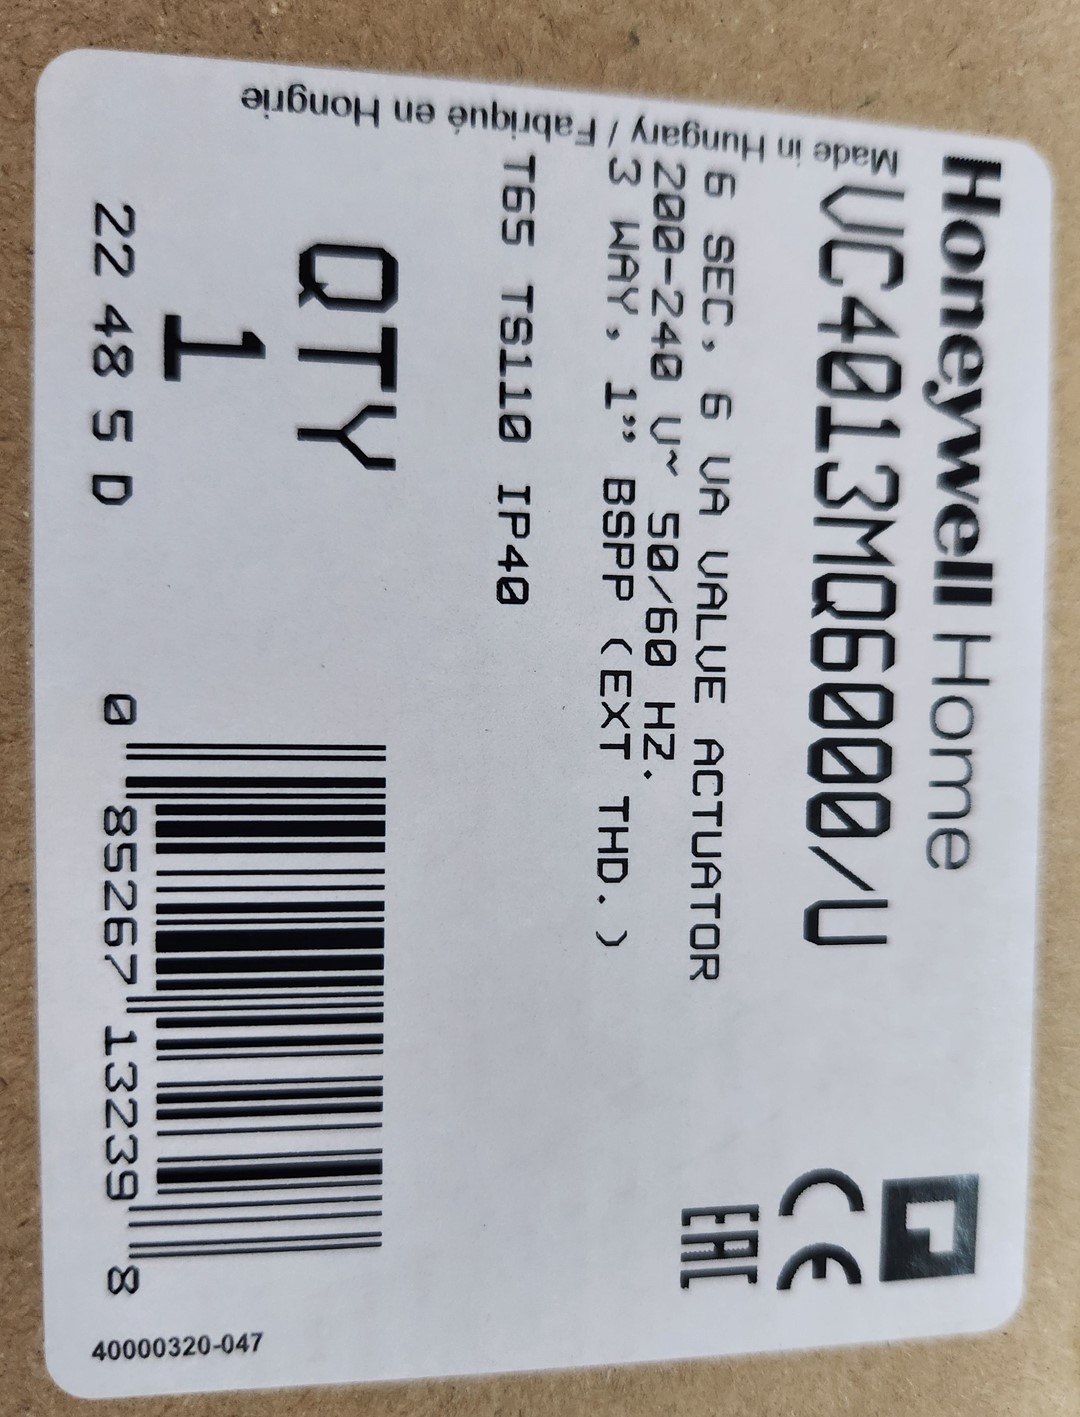 Honeywell Home
VC4013MQ6000/U
6 SEC, 6 VA VALVE ACTUATOR
200-240 V~ 50/60 HZ.
3 WAY, 1" BSPP (EXT THD.)
T65 TS110 IP40
Made in Hungary / Fabriqué en Hongrie
CE
EAC
QTY
1
22 48 5 D
0 85267 13239 8
40000320-047